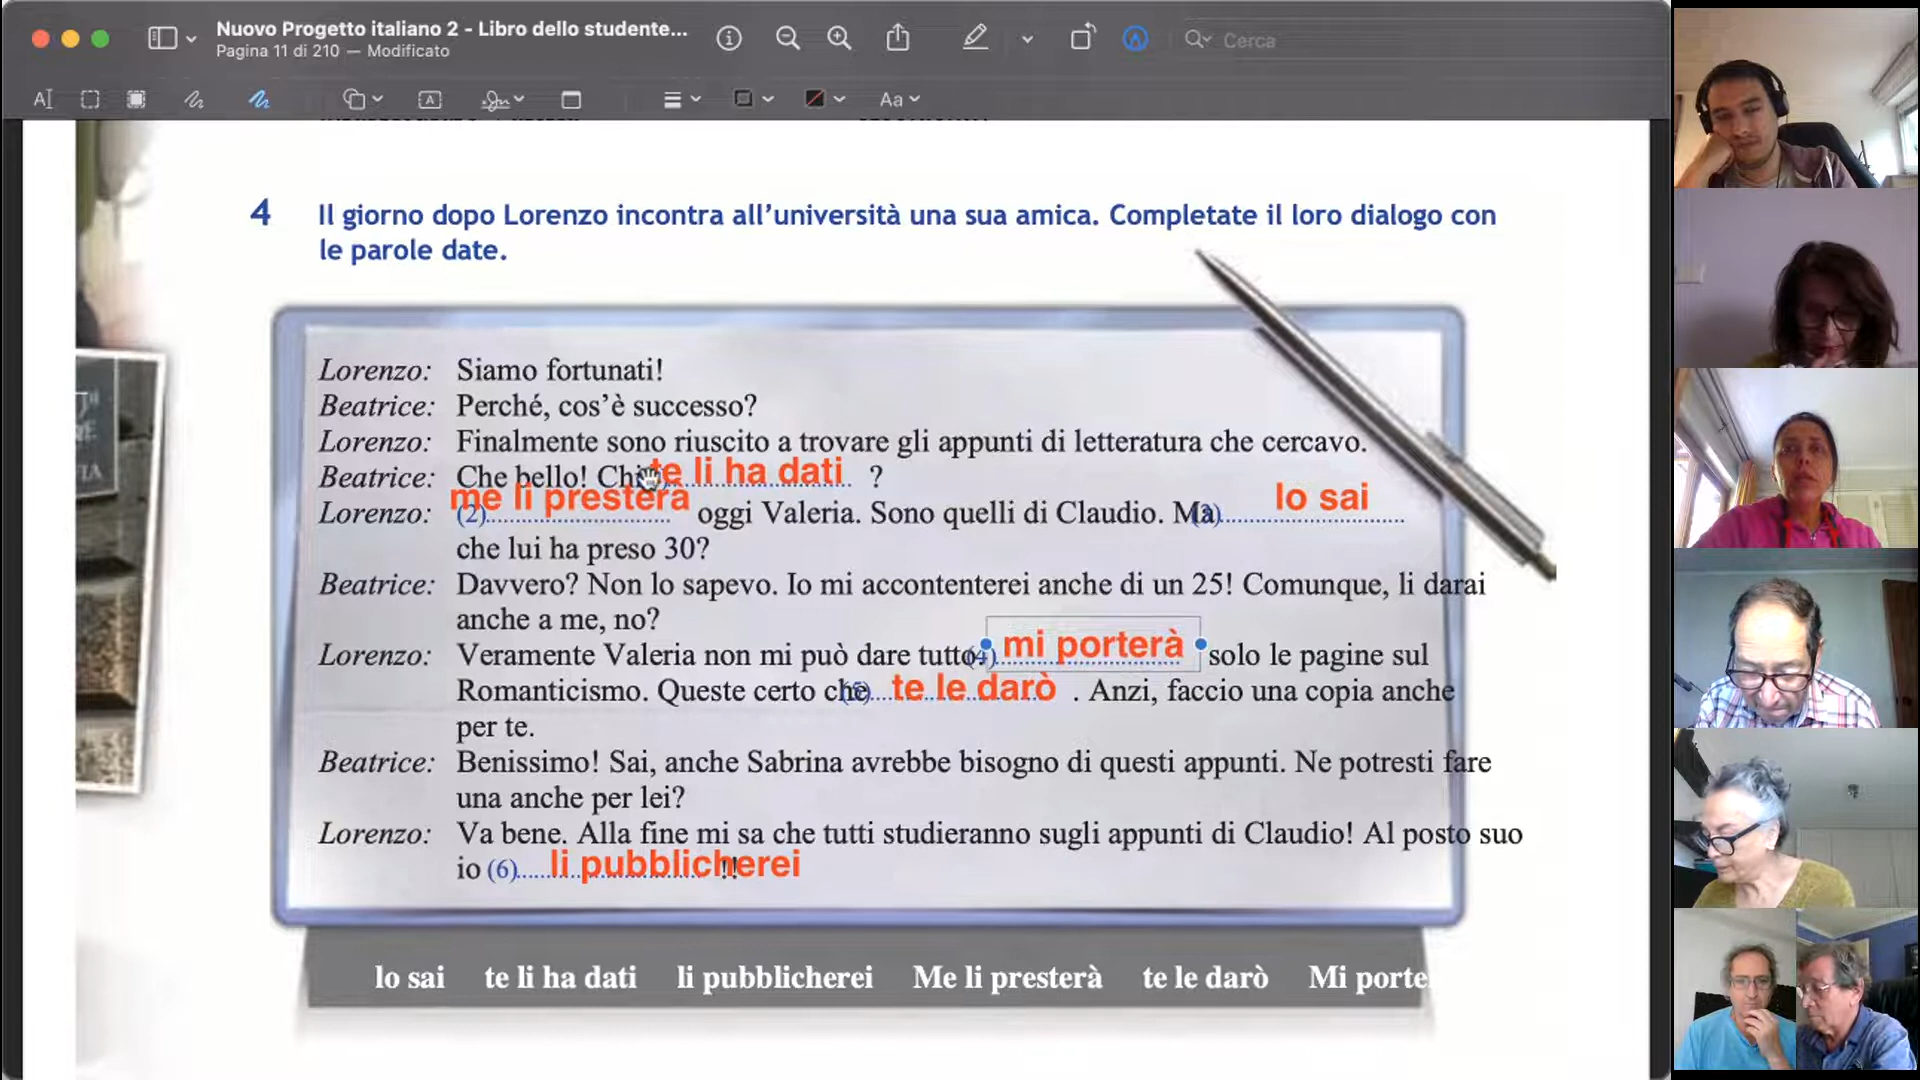 Nuovo Progetto italiano 2 - Libro dello studente...
Pagina 11 di 210 — Modificato
Cerca
Aa
4 Il giorno dopo Lorenzo incontra all'università una sua amica. Completate il loro dialogo con
le parole date.
Lorenzo: Siamo fortunati!
Beatrice: Perché, cos'è successo?
Lorenzo: Finalmente sono riuscito a trovare gli appunti di letteratura che cercavo.
Beatrice: Che bello! Chi te li ha dati ?
Lorenzo: (2) me li presterà oggi Valeria. Sono quelli di Claudio. Ma (3) lo sai
che lui ha preso 30?
Beatrice: Davvero? Non lo sapevo. Io mi accontenterei anche di un 25! Comunque, li darai
anche a me, no?
Lorenzo: Veramente Valeria non mi può dare tutto (4) mi porterà solo le pagine sul
Romanticismo. Queste certo che (5) te le darò . Anzi, faccio una copia anche
per te.
Beatrice: Benissimo! Sai, anche Sabrina avrebbe bisogno di questi appunti. Ne potresti fare
una anche per lei?
Lorenzo: Va bene. Alla fine mi sa che tutti studieranno sugli appunti di Claudio! Al posto suo
io (6) li pubblicherei !!
lo sai te li ha dati li pubblicherei Me li presterà te le darò Mi porte